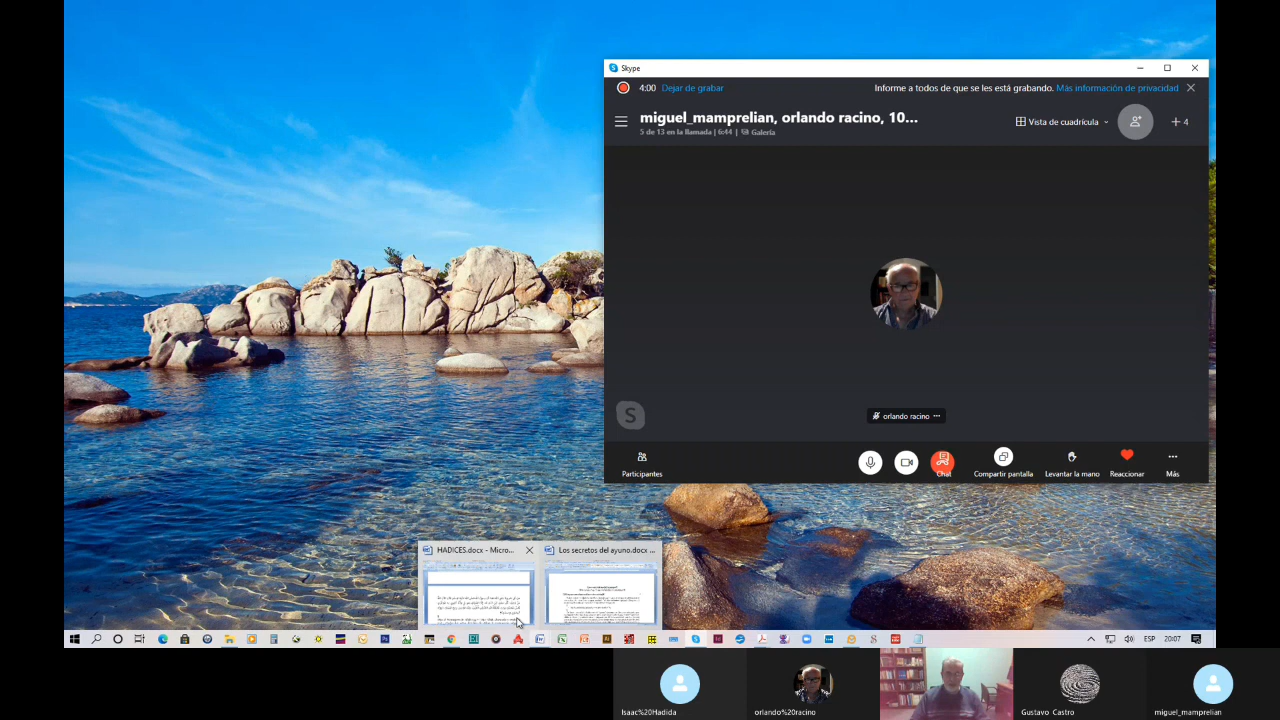 Skype
4:00 Dejar de grabar
Informe a todos de que se les está grabando. Más información de privacidad
miguel_mamprelian, orlando racino, 10...
5 de 13 en la llamada | 6:44 | Galería
Vista de cuadrícula
+ 4
orlando racino
Participantes
Chat
Compartir pantalla
Levantar la mano
Reaccionar
Más
HADICES.docx - Micro...
Los secretos del ayuno.docx ...
ESP
20:07
Isaac%20Hadida
orlando%20racino
Gustavo Castro
miguel_mamprelian